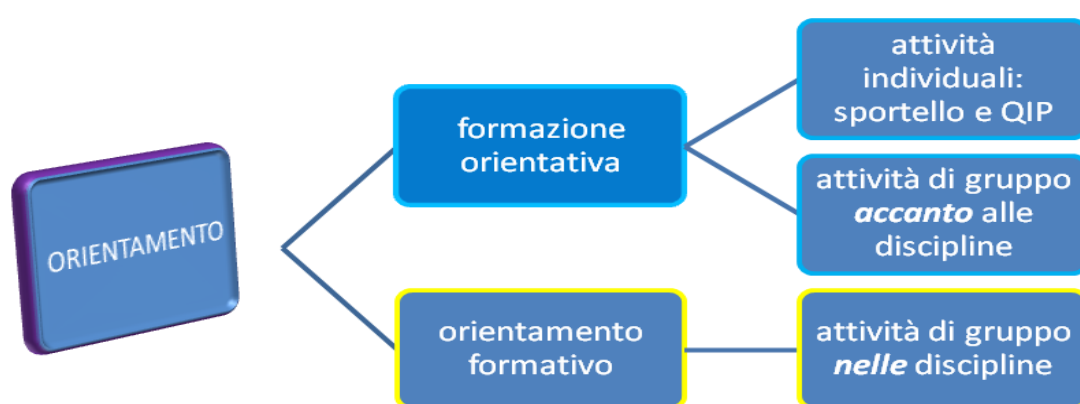 ORIENTAMENTO
formazione
orientativa
attività
individuali:
sportello e QIP
attività di gruppo
accanto alle
discipline
orientamento
formativo
attività di gruppo
nelle discipline